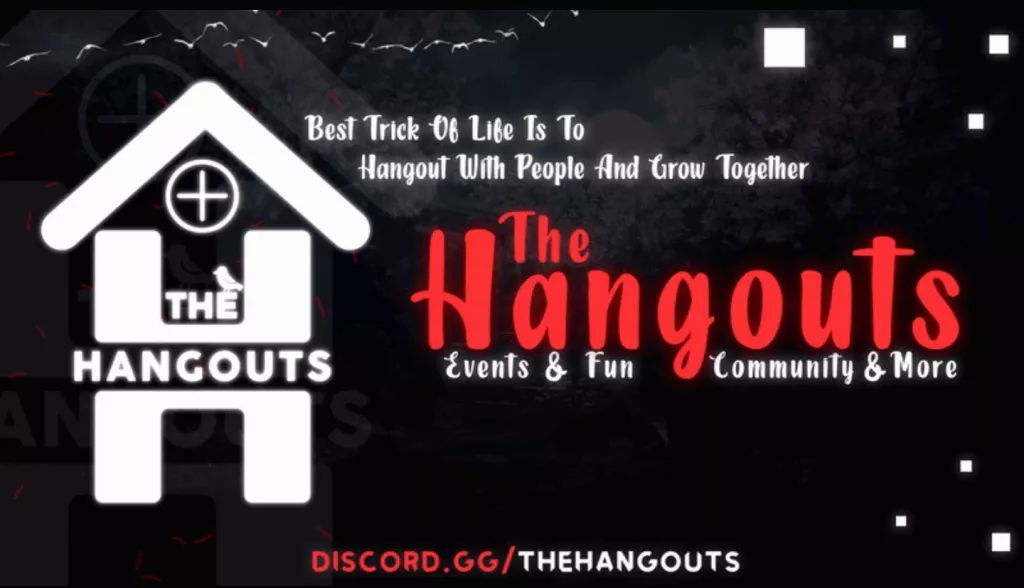 Best Trick Of Life Is To
Hangout With People And Grow Together
The
Hangouts
Events & Fun
Community & More
THE
HANGOUTS
DISCORD.GG/THEHANGOUTS